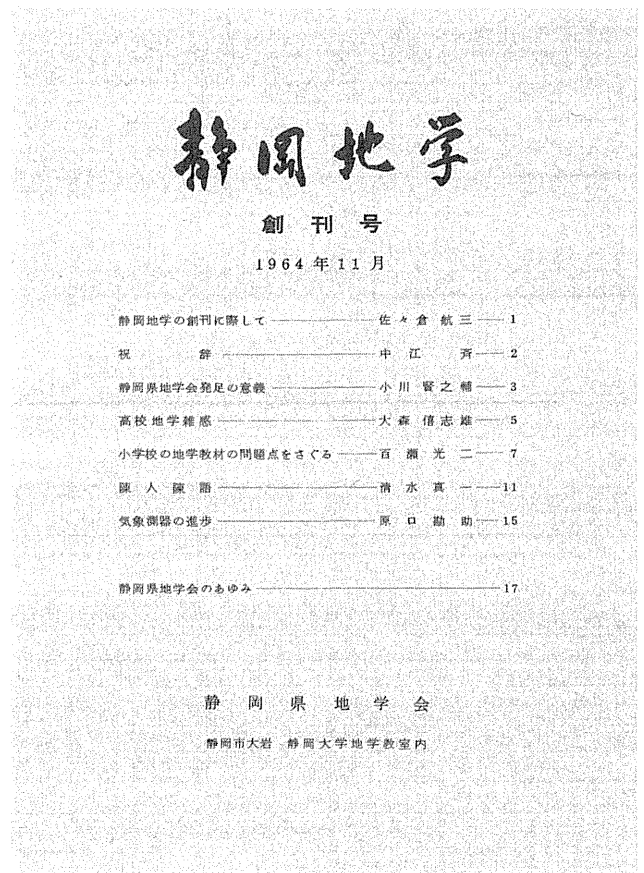 静岡地学
創刊号
1964年11月
静岡地学の創刊に際して 佐々倉航三 1
祝辞 中江斉 2
静岡県地学会発足の意義 小川賢之輔 3
高校地学雑感 大森信志雄 5
小学校の地学教材の問題点をさぐる 百瀬光二 7
陳人陳語 清水真一 11
気象測器の進歩 原口勘助 15
静岡県地学会のあゆみ 17
静岡県地学会
静岡市大岩 静岡大学地学教室内